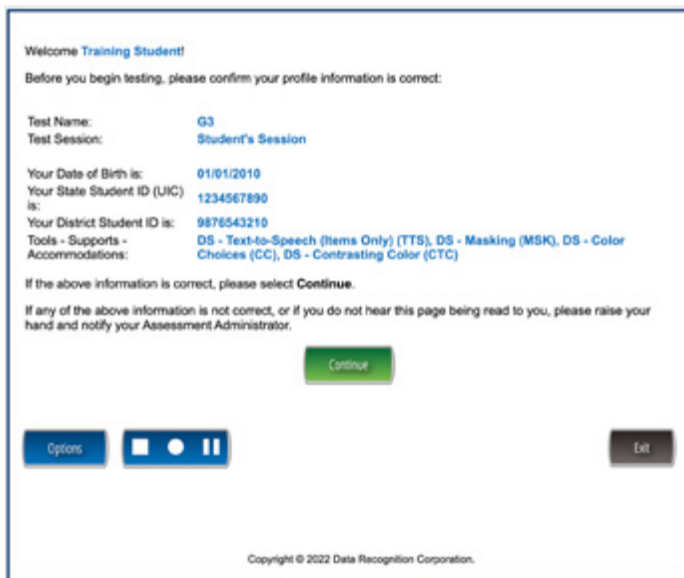 Welcome Training Student!
Before you begin testing, please confirm your profile information is correct:
Test Name: G3
Test Session: Student's Session
Your Date of Birth is: 01/01/2010
Your State Student ID (UIC) is: 1234567890
Your District Student ID is: 9876543210
Tools - Supports - Accommodations: DS - Text-to-Speech (Items Only) (TTS), DS - Masking (MSK), DS - Color
Choices (CC), DS - Contrasting Color (CTC)
If the above information is correct, please select Continue.
If any of the above information is not correct, or if you do not hear this page being read to you, please raise your
hand and notify your Assessment Administrator.
Continue
Options
Exit
Copyright © 2022 Data Recognition Corporation.